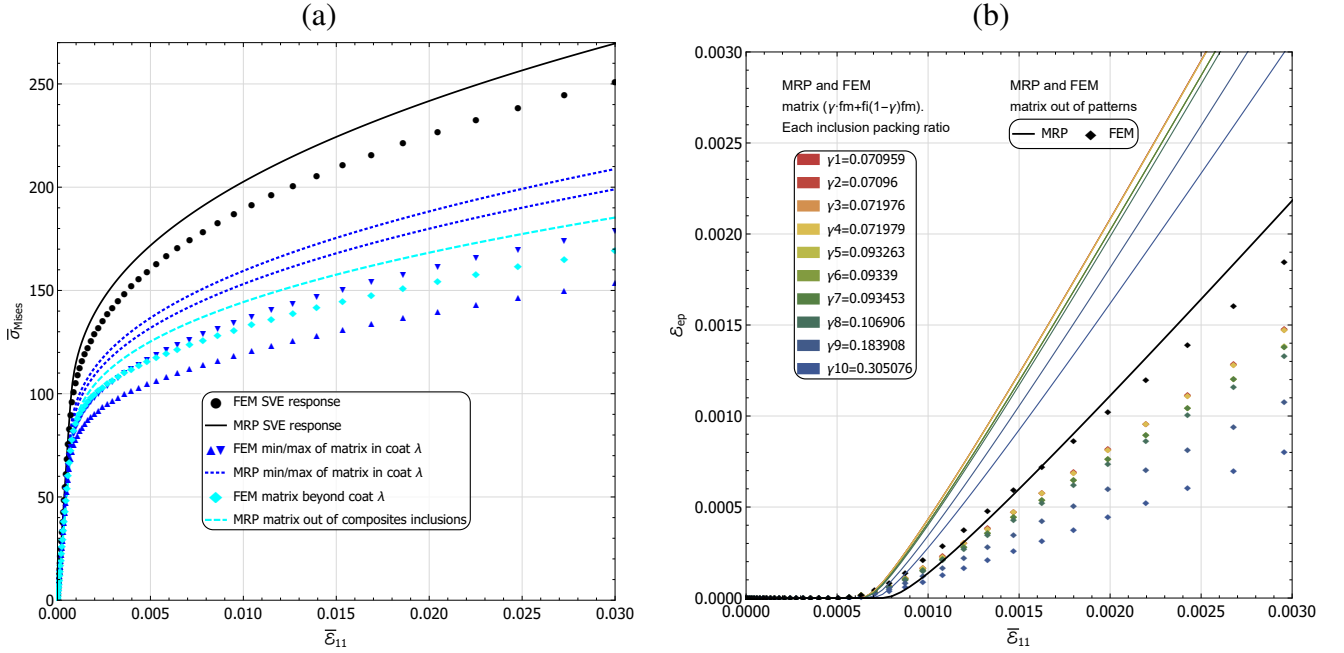 (a)
250
200
150
100
50
0
σ̅Mises
0.000 0.005 0.010 0.015 0.020 0.025 0.030
ℰ̅11
FEM SVE response
MRP SVE response
FEM min/max of matrix in coat λ
MRP min/max of matrix in coat λ
FEM matrix beyond coat λ
MRP matrix out of composites inclusions
(b)
0.0030
0.0025
0.0020
0.0015
0.0010
0.0005
0.0000
ℰep
0.0000 0.0005 0.0010 0.0015 0.0020 0.0025 0.0030
ℰ̅11
MRP and FEM
matrix (γ·fm+fi(1−γ)fm).
Each inclusion packing ratio
γ1=0.070959
γ2=0.07096
γ3=0.071976
γ4=0.071979
γ5=0.093263
γ6=0.09339
γ7=0.093453
γ8=0.106906
γ9=0.183908
γ10=0.305076
MRP and FEM
matrix out of patterns
MRP FEM